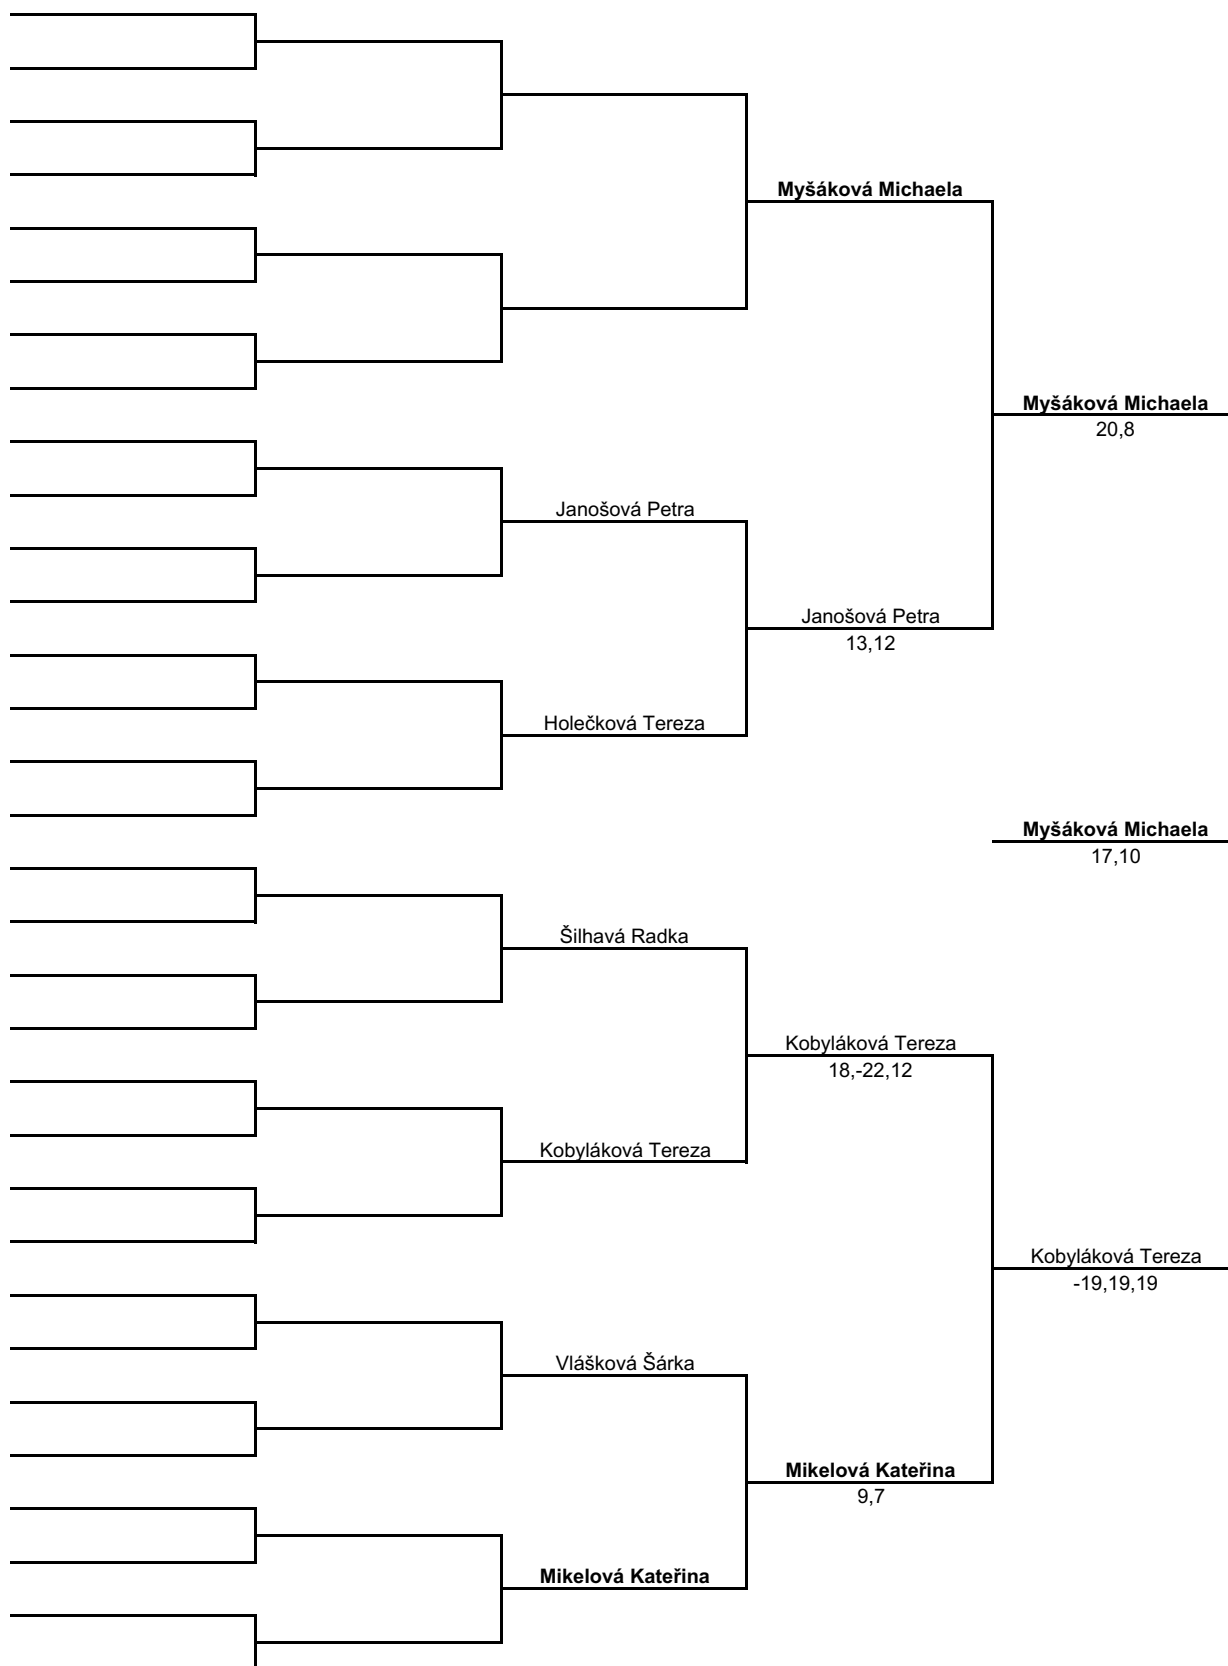 Myšáková Michaela
Myšáková Michaela
20,8
Janošová Petra
Janošová Petra
13,12
Holečková Tereza
Myšáková Michaela
17,10
Šilhavá Radka
Kobyláková Tereza
18,-22,12
Kobyláková Tereza
Kobyláková Tereza
-19,19,19
Vlášková Šárka
Mikelová Kateřina
9,7
Mikelová Kateřina